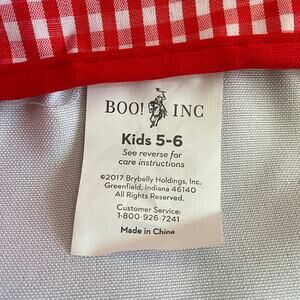 BOO! INC
Kids 5-6
See reverse for
care instructions
©2017 Brybelly Holdings, Inc.
Greenfield, Indiana 46140
All Rights Reserved.
Customer Service:
1-800-926-7241
Made in China